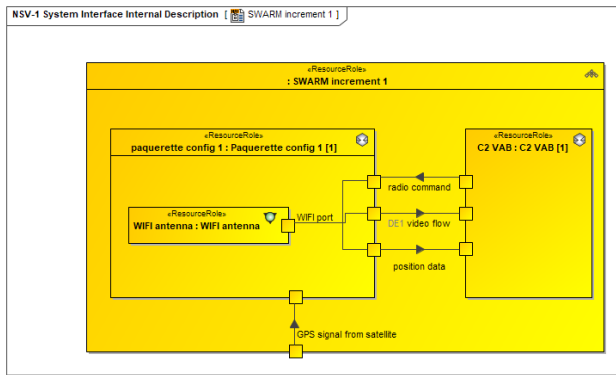 NSV-1 System Interface Internal Description [ SWARM increment 1 ]
«ResourceRole»
: SWARM increment 1
«ResourceRole»
paquerette config 1 : Paquerette config 1 [1]
«ResourceRole»
C2 VAB : C2 VAB [1]
radio command
«ResourceRole»
WIFI antenna : WIFI antenna
WIFI port
DE1 video flow
position data
GPS signal from satellite